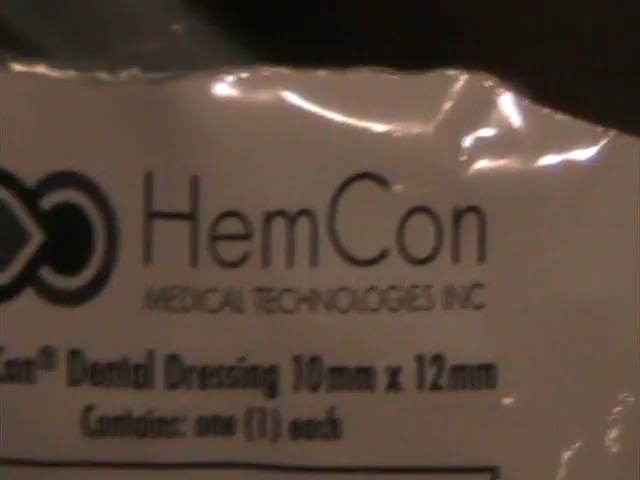 HemCon
MEDICAL TECHNOLOGIES INC
Con® Dental Dressing 10mm x 12mm
Contains: one (1) each